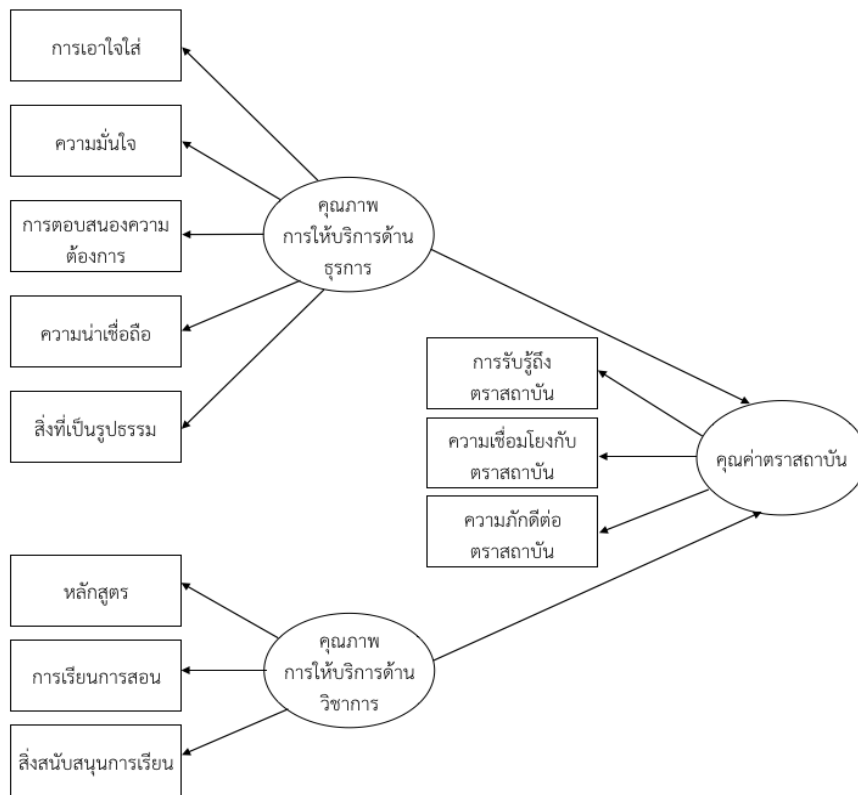 การเอาใจใส่
ความมั่นใจ
การตอบสนองความ
ต้องการ
ความน่าเชื่อถือ
สิ่งที่เป็นรูปธรรม
คุณภาพ
การให้บริการด้าน
ธุรการ
การรับรู้ถึง
ตราสถาบัน
ความเชื่อมโยงกับ
ตราสถาบัน
ความภักดีต่อ
ตราสถาบัน
คุณค่าตราสถาบัน
หลักสูตร
การเรียนการสอน
สิ่งสนับสนุนการเรียน
คุณภาพ
การให้บริการด้าน
วิชาการ